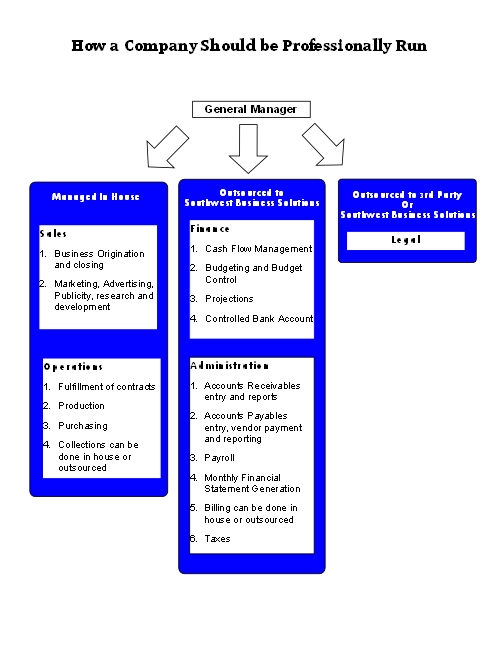 How a Company Should be Professionally Run
General Manager
Managed In House
Sales
1. Business Origination
and closing
2. Marketing, Advertising,
Publicity, research and
development
Operations
1. Fulfillment of contracts
2. Production
3. Purchasing
4. Collections can be
done in house or
outsourced
Outsourced to
Southwest Business Solutions
Finance
1. Cash Flow Management
2. Budgeting and Budget
Control
3. Projections
4. Controlled Bank Account
Administration
1. Accounts Receivables
entry and reports
2. Accounts Payables
entry, vendor payment
and reporting
3. Payroll
4. Monthly Financial
Statement Generation
5. Billing can be done in
house or outsourced
6. Taxes
Outsourced to 3rd Party
Or
Southwest Business Solutions
Legal